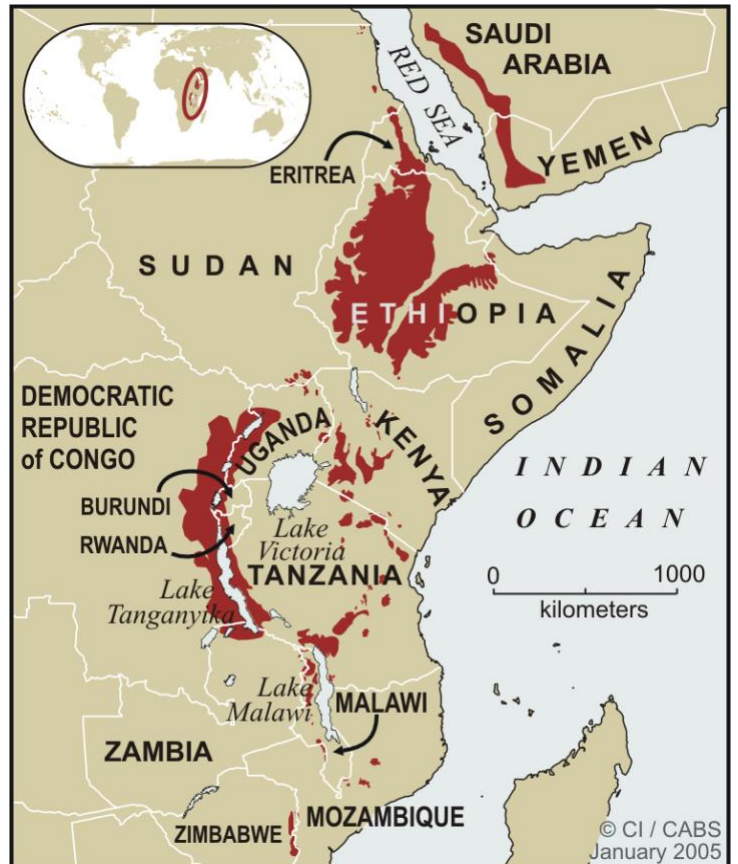 SAUDI
ARABIA
RED SEA
YEMEN
ERITREA
SUDAN
ETHIOPIA
SOMALIA
DEMOCRATIC
REPUBLIC
of CONGO
UGANDA
KENYA
INDIAN
OCEAN
BURUNDI
RWANDA
Lake
Victoria
TANZANIA
0 1000
kilometers
Lake
Tanganyika
Lake
Malawi
MALAWI
ZAMBIA
ZIMBABWE
MOZAMBIQUE
© CI / CABS
January 2005